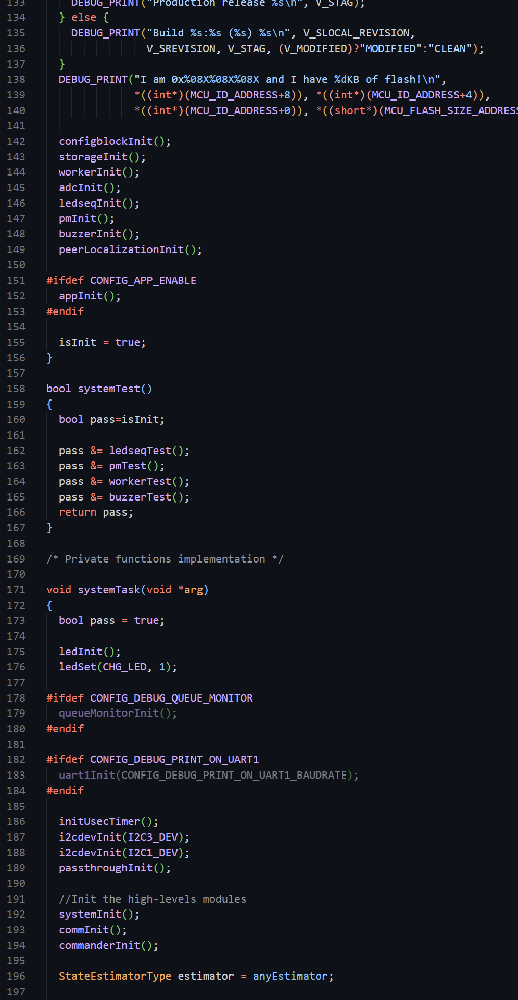 133 DEBUG_PRINT("Production release %s\n", V_STAG);
134 } else {
135 DEBUG_PRINT("Build %s:%s (%s) %s\n", V_SLOCAL_REVISION,
136 V_SREVISION, V_STAG, (V_MODIFIED)?"MODIFIED":"CLEAN");
137 }
138 DEBUG_PRINT("I am 0x%08X%08X%08X and I have %dKB of flash!\n",
139 *((int*)(MCU_ID_ADDRESS+8)), *((int*)(MCU_ID_ADDRESS+4)),
140 *((int*)(MCU_ID_ADDRESS+0)), *((short*)(MCU_FLASH_SIZE_ADDRESS
141
142 configblockInit();
143 storageInit();
144 workerInit();
145 adcInit();
146 ledseqInit();
147 pmInit();
148 buzzerInit();
149 peerLocalizationInit();
150
151 #ifdef CONFIG_APP_ENABLE
152 appInit();
153 #endif
154
155 isInit = true;
156 }
157
158 bool systemTest()
159 {
160 bool pass=isInit;
161
162 pass &= ledseqTest();
163 pass &= pmTest();
164 pass &= workerTest();
165 pass &= buzzerTest();
166 return pass;
167 }
168
169 /* Private functions implementation */
170
171 void systemTask(void *arg)
172 {
173 bool pass = true;
174
175 ledInit();
176 ledSet(CHG_LED, 1);
177
178 #ifdef CONFIG_DEBUG_QUEUE_MONITOR
179 queueMonitorInit();
180 #endif
181
182 #ifdef CONFIG_DEBUG_PRINT_ON_UART1
183 uart1Init(CONFIG_DEBUG_PRINT_ON_UART1_BAUDRATE);
184 #endif
185
186 initUsecTimer();
187 i2cdevInit(I2C3_DEV);
188 i2cdevInit(I2C1_DEV);
189 passthroughInit();
190
191 //Init the high-levels modules
192 systemInit();
193 commInit();
194 commanderInit();
195
196 StateEstimatorType estimator = anyEstimator;
197